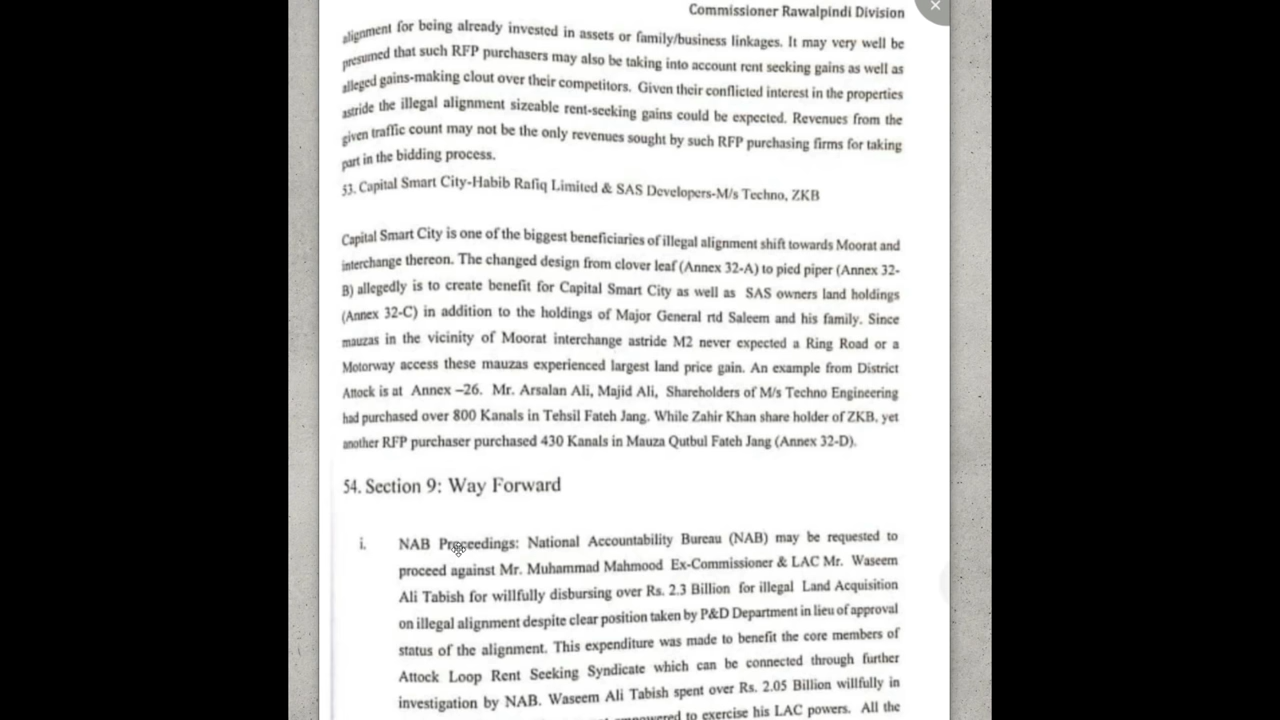 Commissioner Rawalpindi Division
alignment for being already invested in assets or family/business linkages. It may very well be
presumed that such RFP purchasers may also be taking into account rent seeking gains as well as
alleged gains-making clout over their competitors. Given their conflicted interest in the properties
astride the illegal alignment sizeable rent-seeking gains could be expected. Revenues from the
given traffic count may not be the only revenues sought by such RFP purchasing firms for taking
part in the bidding process.
53. Capital Smart City-Habib Rafiq Limited & SAS Developers-M/s Techno, ZKB
Capital Smart City is one of the biggest beneficiaries of illegal alignment shift towards Moorat and
interchange thereon. The changed design from clover leaf (Annex 32-A) to pied piper (Annex 32-
B) allegedly is to create benefit for Capital Smart City as well as SAS owners land holdings
(Annex 32-C) in addition to the holdings of Major General rtd Saleem and his family. Since
mauzas in the vicinity of Moorat interchange astride M2 never expected a Ring Road or a
Motorway access these mauzas experienced largest land price gain. An example from District
Attock is at Annex –26. Mr. Arsalan Ali, Majid Ali, Shareholders of M/s Techno Engineering
had purchased over 800 Kanals in Tehsil Fateh Jang. While Zahir Khan share holder of ZKB, yet
another RFP purchaser purchased 430 Kanals in Mauza Qutbul Fateh Jang (Annex 32-D).
54. Section 9: Way Forward
i. NAB Proceedings: National Accountability Bureau (NAB) may be requested to
proceed against Mr. Muhammad Mahmood Ex-Commissioner & LAC Mr. Waseem
Ali Tabish for willfully disbursing over Rs. 2.3 Billion for illegal Land Acquisition
on illegal alignment despite clear position taken by P&D Department in lieu of approval
status of the alignment. This expenditure was made to benefit the core members of
Attock Loop Rent Seeking Syndicate which can be connected through further
investigation by NAB. Waseem Ali Tabish spent over Rs. 2.05 Billion willfully in
to exercise his LAC powers. All the